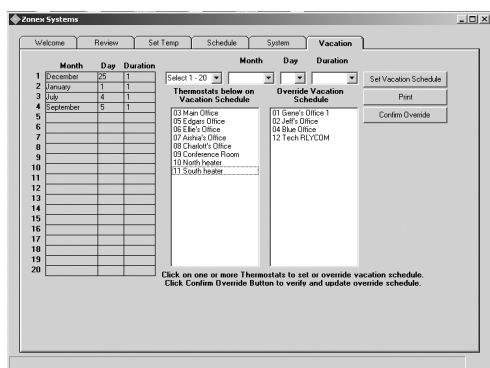 Zonex Systems
Welcome Review Set Temp Schedule System Vacation
Month Day Duration
1 December 25 1
2 January 1 1
3 July 4 1
4 September 5 1
5
6
7
8
9
10
11
12
13
14
15
16
17
18
19
20
Month Day Duration
Select 1 - 20
Thermostats below on
Vacation Schedule
03 Main Office
05 Edgars Office
06 Ellie's Office
07 Aishia's Office
08 Charlott's Office
09 Conference Room
10 North heater
11 South heater
Override Vacation
Schedule
01 Gene's Office 1
02 Jeff's Office
04 Blue Office
12 Tech RLYCOM
Set Vacation Schedule
Print
Confirm Override
Click on one or more Thermostats to set or override vacation schedule.
Click Confirm Override Button to verify and update override schedule.